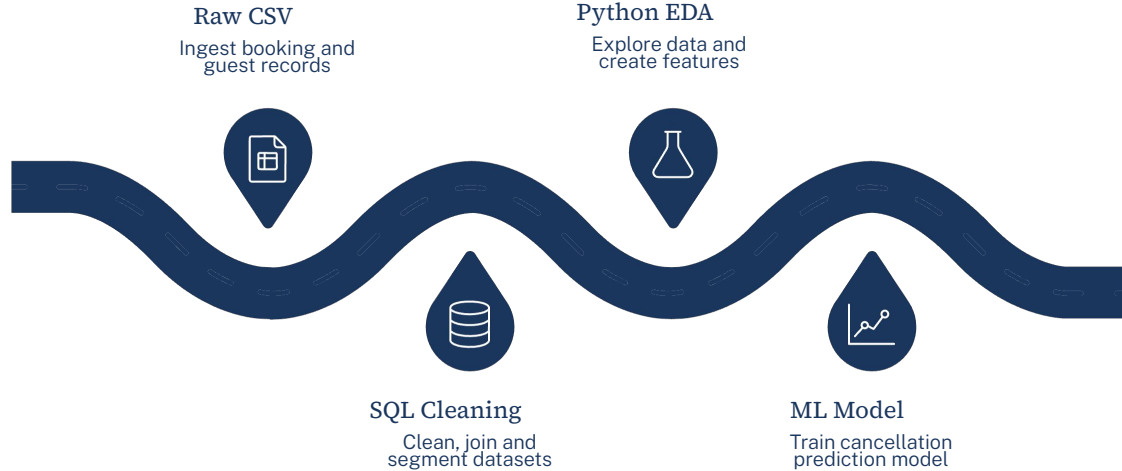 Raw CSV
Ingest booking and
guest records
Python EDA
Explore data and
create features
SQL Cleaning
Clean, join and
segment datasets
ML Model
Train cancellation
prediction model